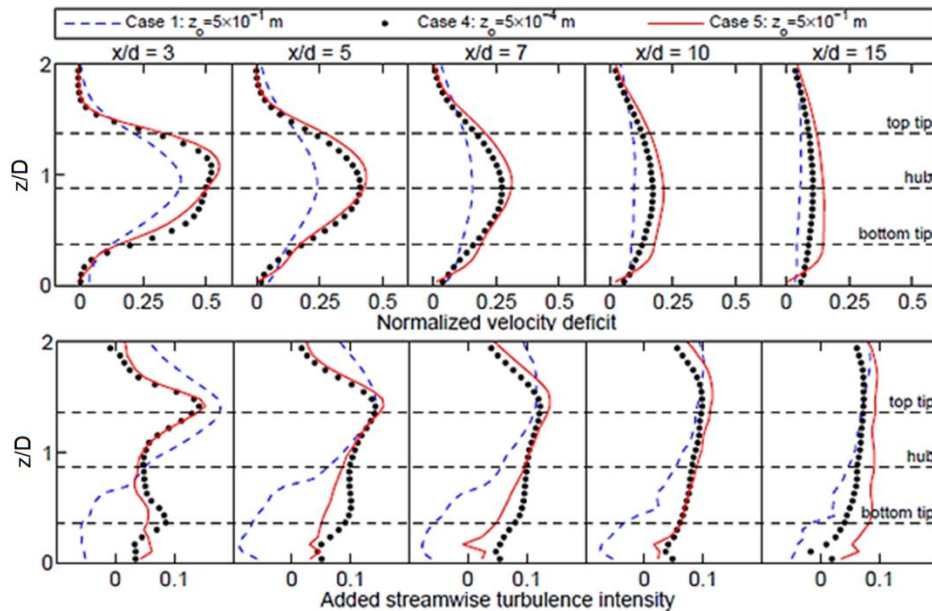 Case 1: z_o=5×10^-1 m Case 4: z_o=5×10^-4 m Case 5: z_o=5×10^-1 m
x/d = 3 x/d = 5 x/d = 7 x/d = 10 x/d = 15
2
top tip
z/D
1
hub
bottom tip
0
0 0.25 0.5 0 0.25 0.5 0 0.25 0.5 0 0.25 0.5 0 0.25 0.5
Normalized velocity deficit
2
top tip
z/D
1
hub
bottom tip
0
0 0.1 0 0.1 0 0.1 0 0.1 0 0.1
Added streamwise turbulence intensity